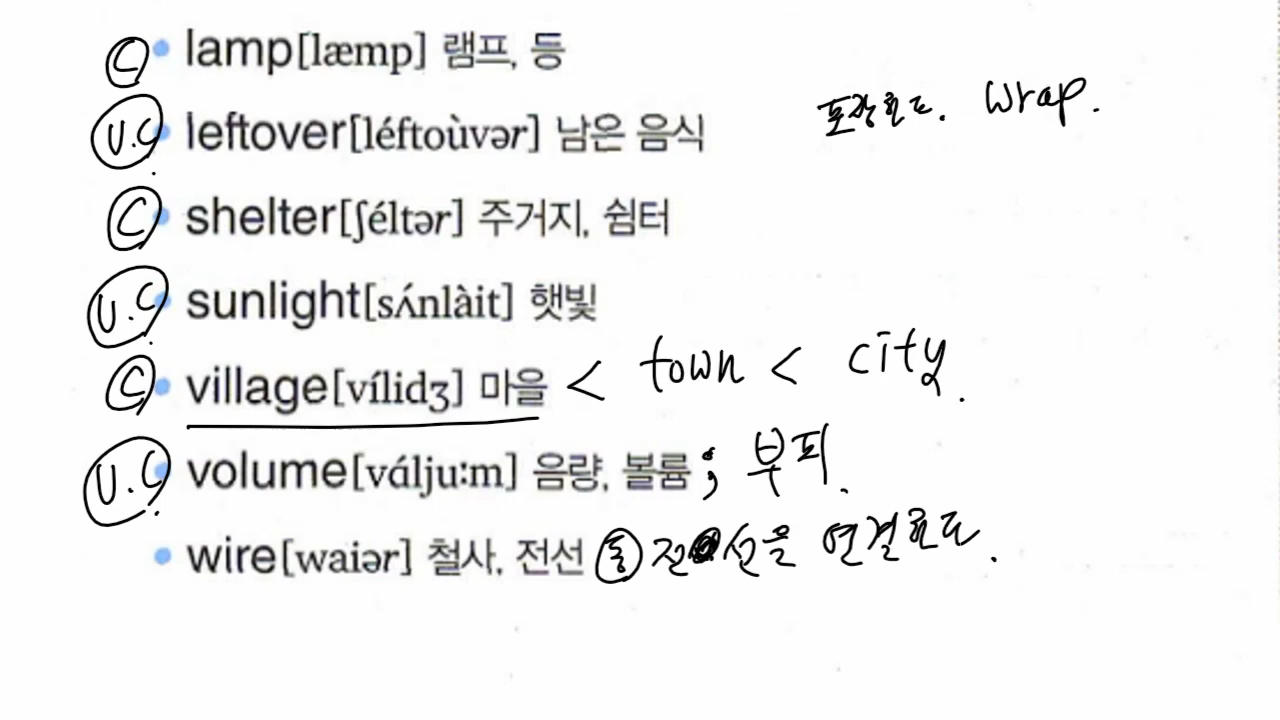 C lamp[læmp] 램프, 등
포장하다. wrap.
U.C leftover[léftoùvər] 남은 음식
C shelter[ʃéltər] 주거지, 쉼터
U.C. sunlight[sʌ́nlàit] 햇빛
C village[vílidʒ] 마을 < town < city.
U.C. volume[válju:m] 음량, 볼륨 ; 부피.
wire[waiər] 철사, 전선 동 전선을 연결하다.